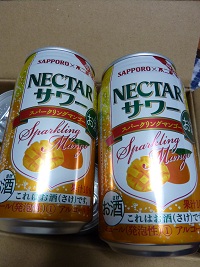 SAPPORO×不二家
NECTAR
サワー
スパークリングマンゴー
Sparkling
Mango
お酒
これはお酒(さけ)です
SAPPORO×不二家
NECTAR
サワー
スパークリングマンゴー
Sparkling
Mango
お酒
これはお酒(さけ)です